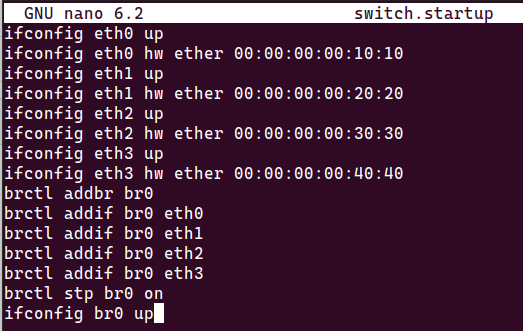 GNU nano 6.2 switch.startup
ifconfig eth0 up
ifconfig eth0 hw ether 00:00:00:00:10:10
ifconfig eth1 up
ifconfig eth1 hw ether 00:00:00:00:20:20
ifconfig eth2 up
ifconfig eth2 hw ether 00:00:00:00:30:30
ifconfig eth3 up
ifconfig eth3 hw ether 00:00:00:00:40:40
brctl addbr br0
brctl addif br0 eth0
brctl addif br0 eth1
brctl addif br0 eth2
brctl addif br0 eth3
brctl stp br0 on
ifconfig br0 up